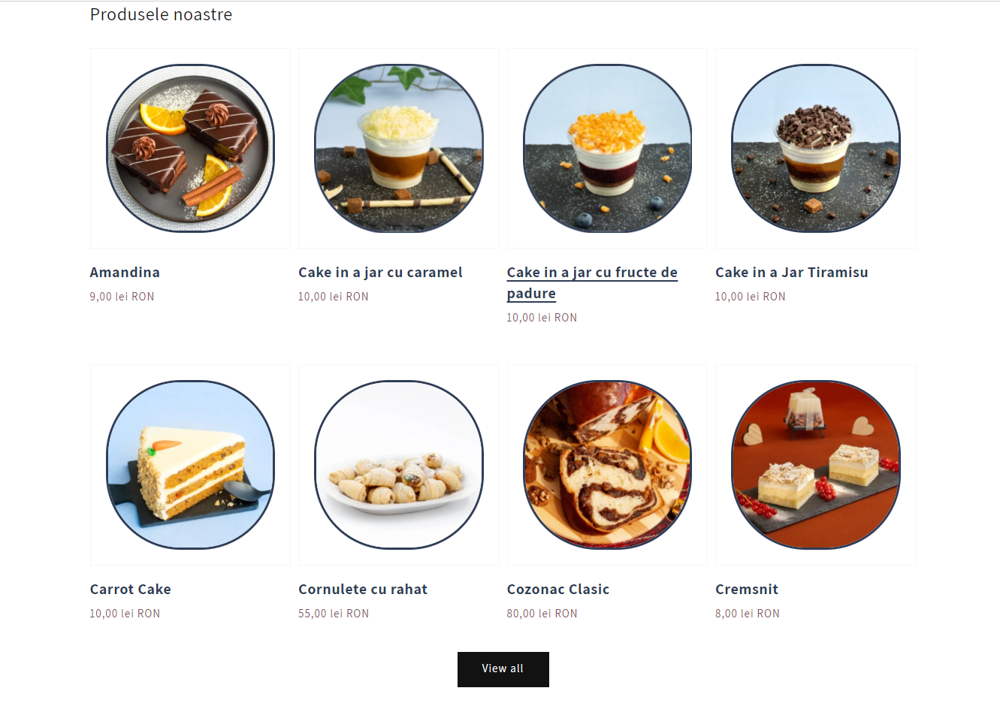 Produsele noastre
Amandina
9,00 lei RON
Cake in a jar cu caramel
10,00 lei RON
Cake in a jar cu fructe de
padure
10,00 lei RON
Cake in a Jar Tiramisu
10,00 lei RON
Carrot Cake
10,00 lei RON
Cornulete cu rahat
55,00 lei RON
Cozonac Clasic
80,00 lei RON
Cremsnit
8,00 lei RON
View all